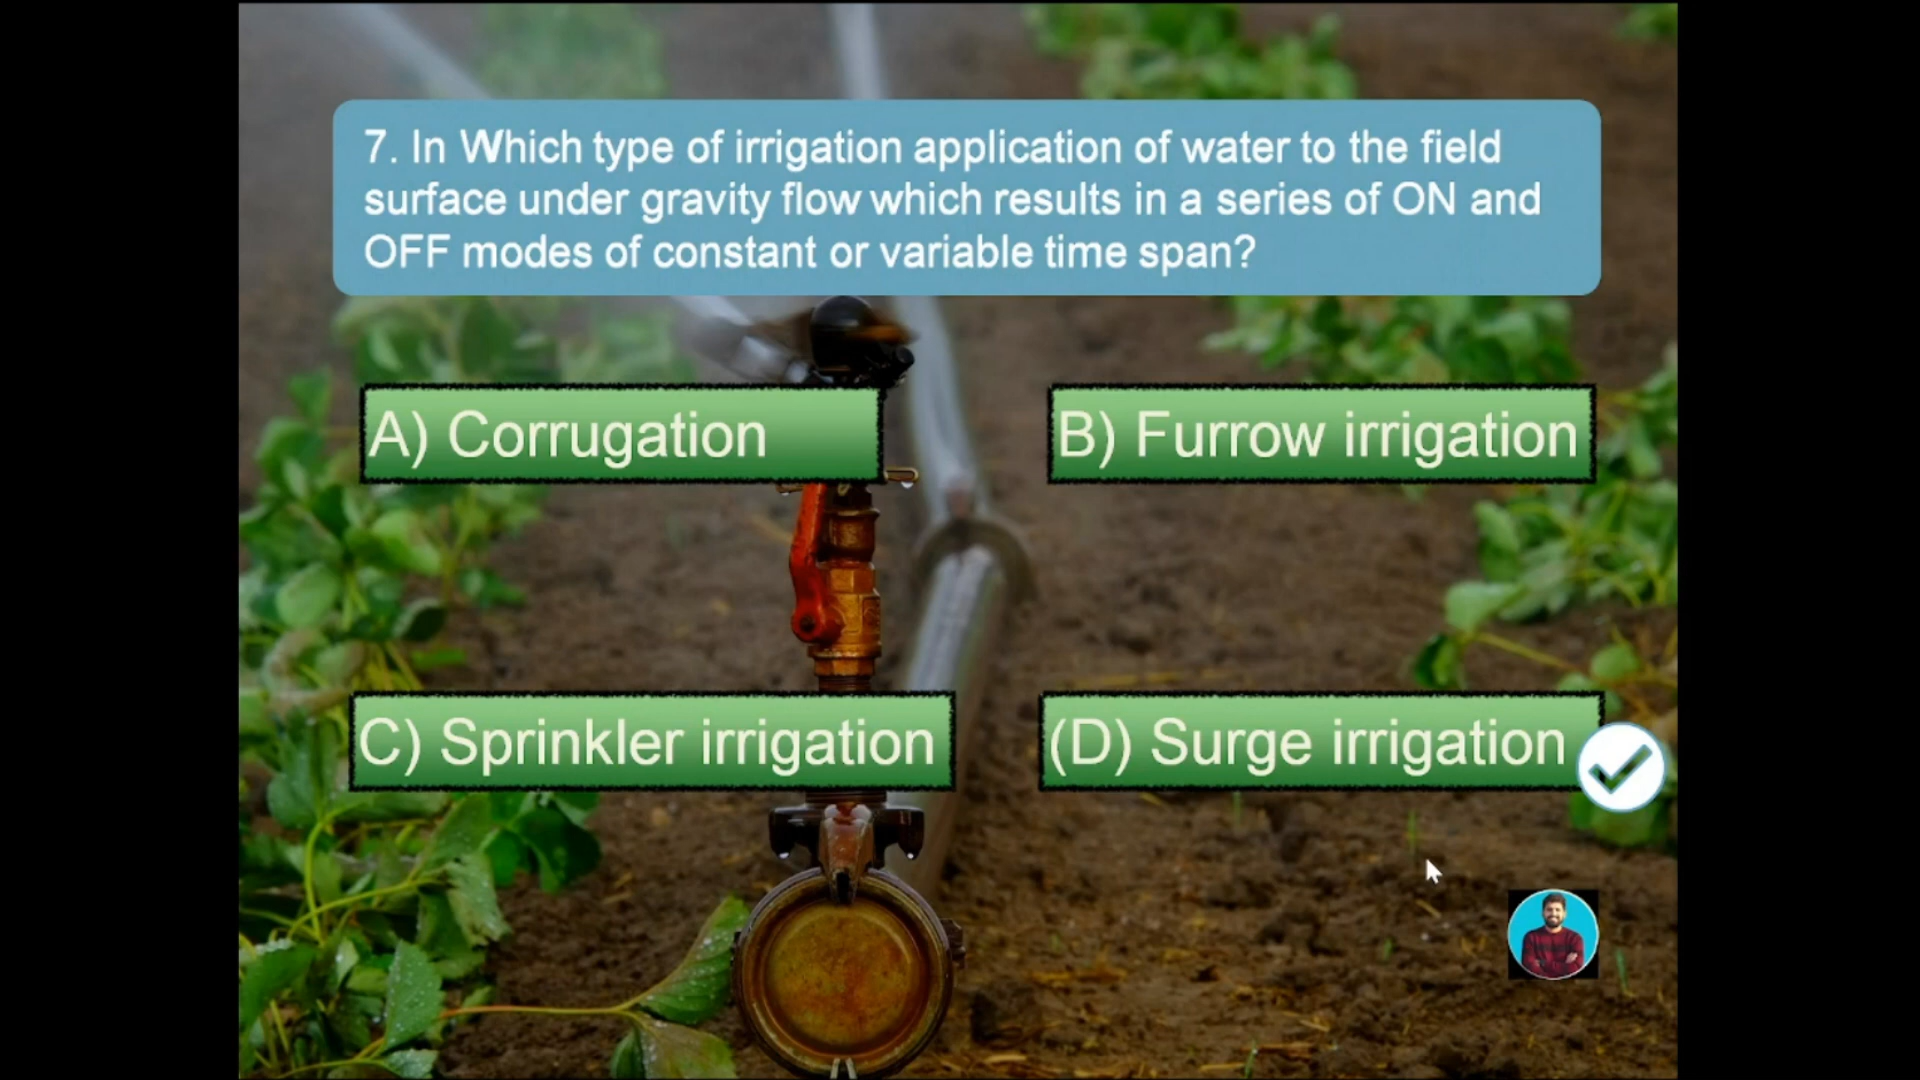 7. In Which type of irrigation application of water to the field
surface under gravity flow which results in a series of ON and
OFF modes of constant or variable time span?
A) Corrugation
B) Furrow irrigation
C) Sprinkler irrigation
(D) Surge irrigation